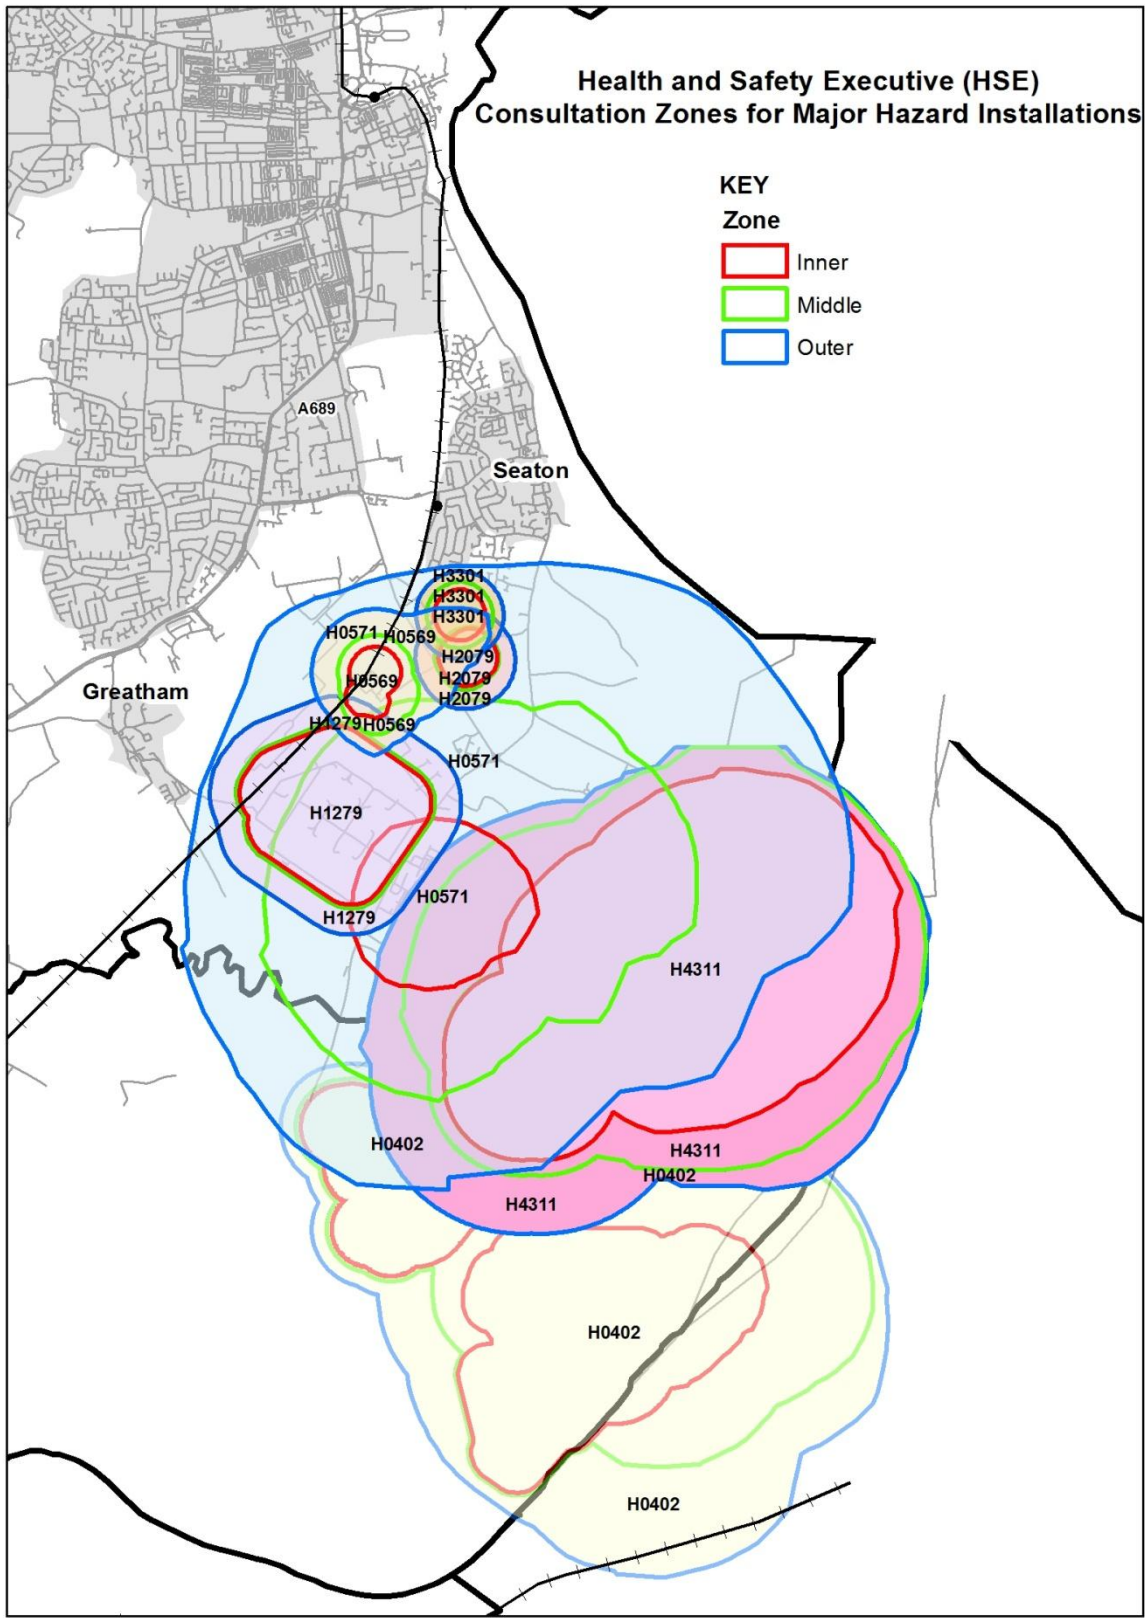 Health and Safety Executive (HSE)
Consultation Zones for Major Hazard Installations
KEY
Zone
Inner
Middle
Outer
A689
Seaton
H3301
H3301
H3301
H0571
H0569
H2079
H0569
H2079
Greatham
H2079
H1279
H0569
H0571
H1279
H0571
H1279
H4311
H0402
H4311
H0402
H4311
H0402
H0402